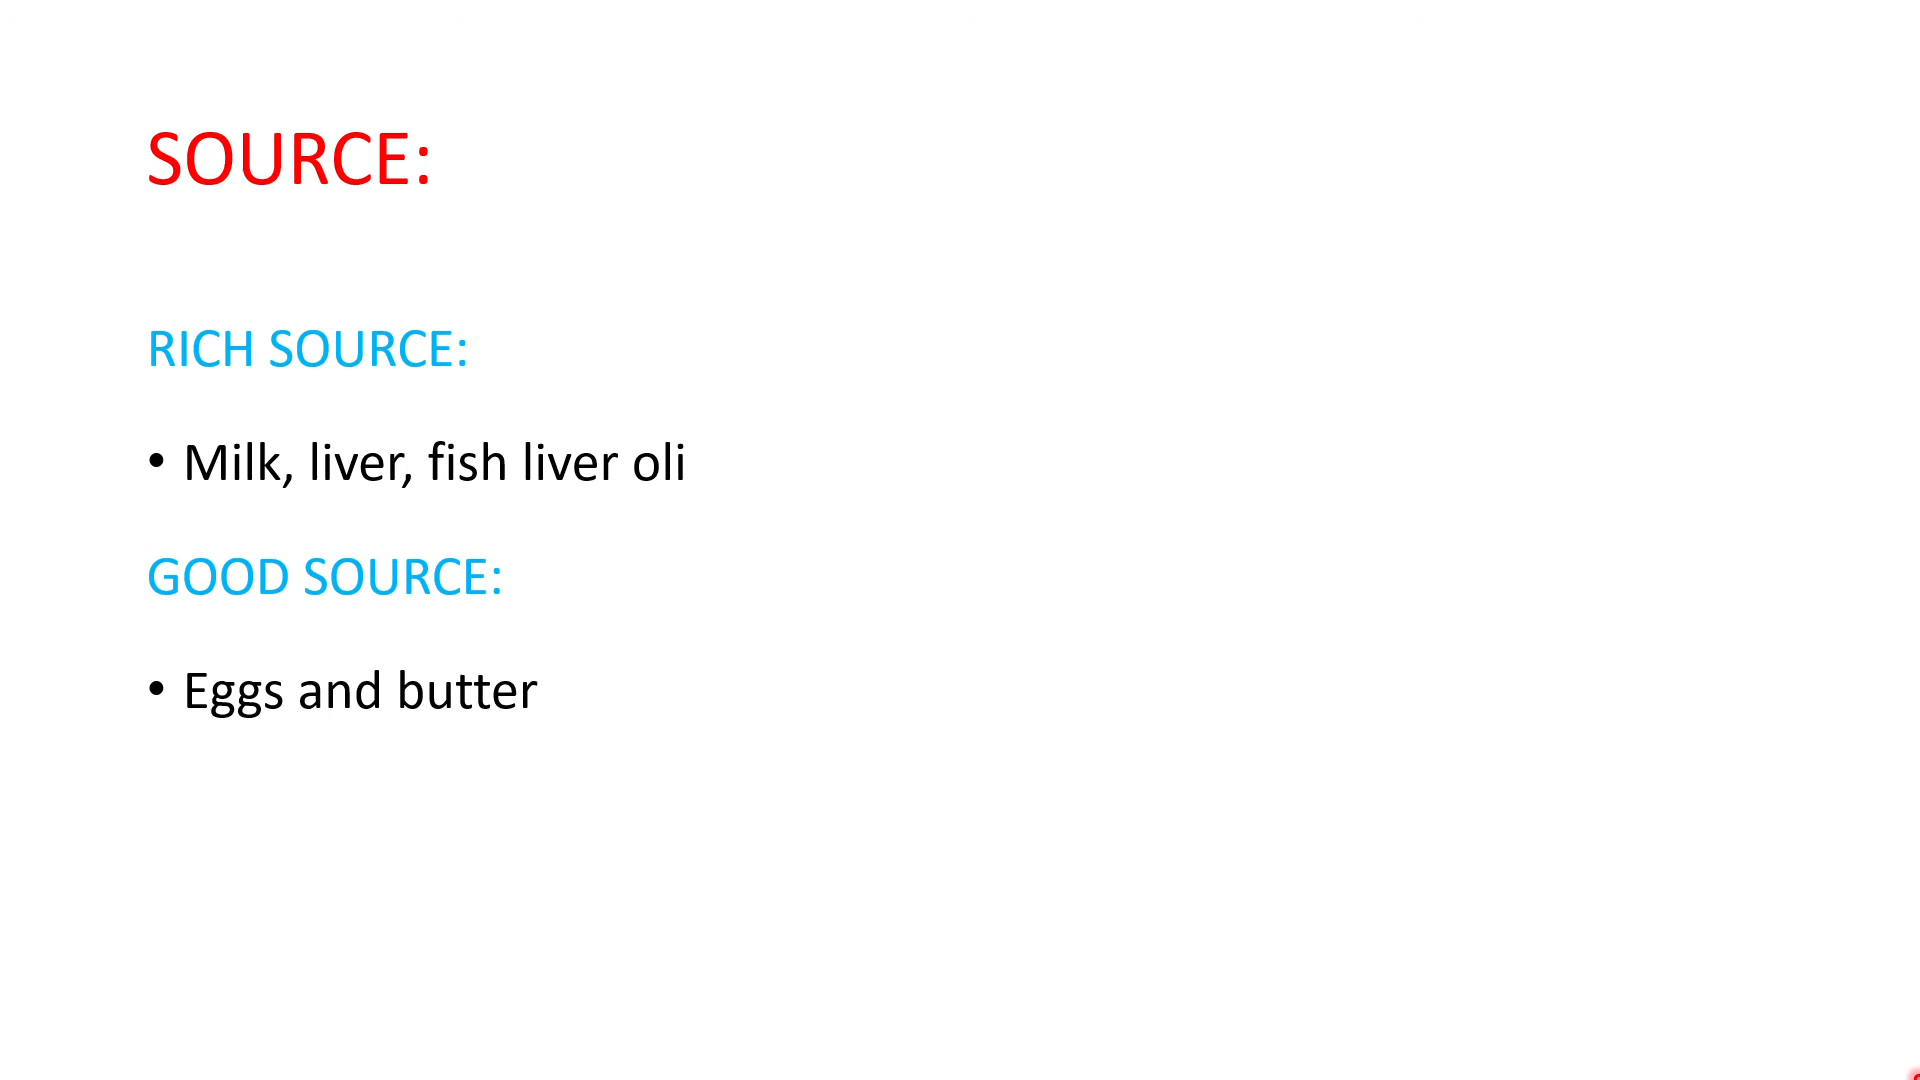 SOURCE:
RICH SOURCE:
• Milk, liver, fish liver oli
GOOD SOURCE:
• Eggs and butter